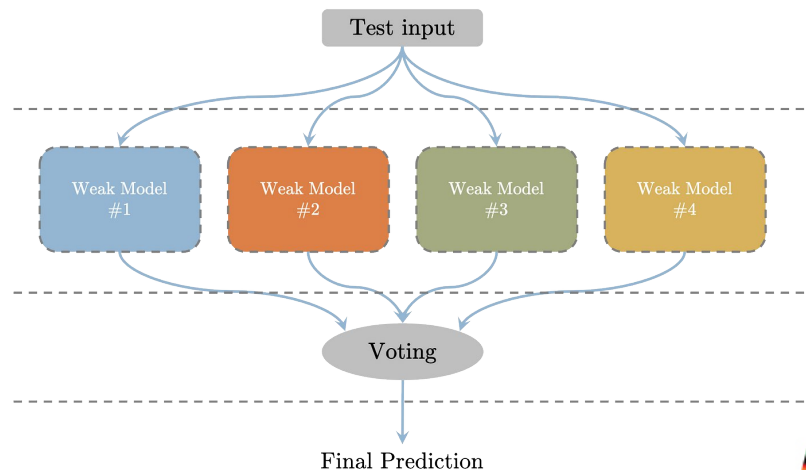 Test input
Weak Model
#1
Weak Model
#2
Weak Model
#3
Weak Model
#4
Voting
Final Prediction